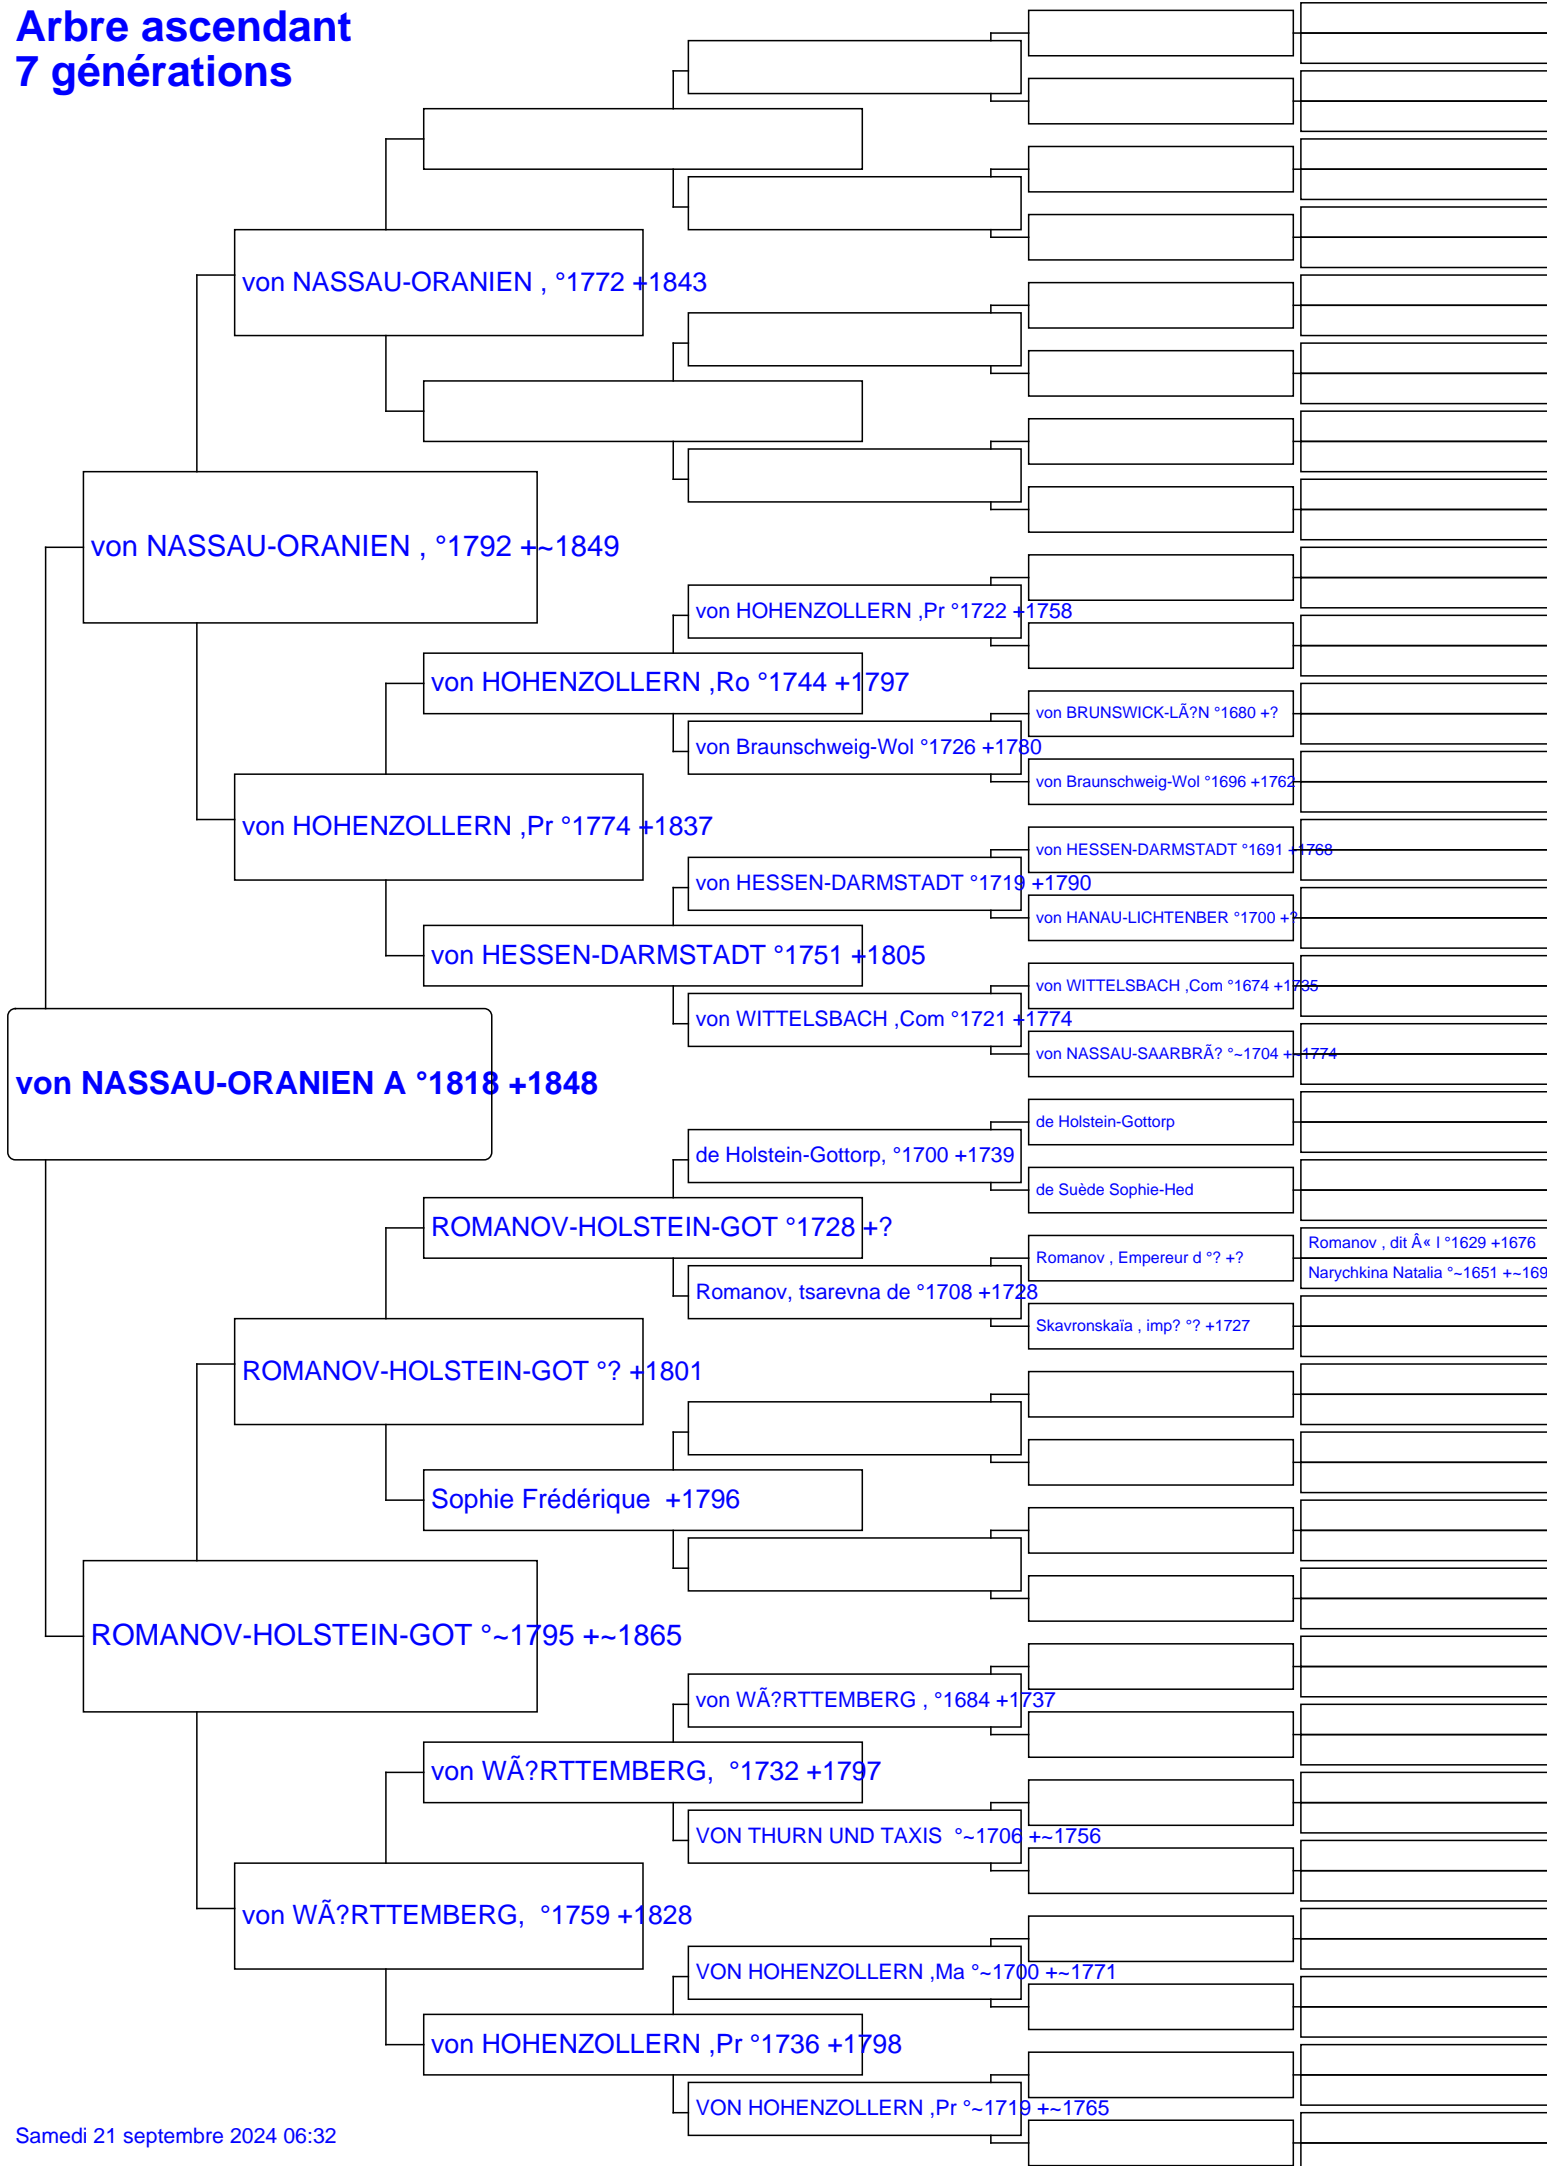 Arbre ascendant
7 générations
von NASSAU-ORANIEN , °1772 +1843
von NASSAU-ORANIEN , °1792 +~1849
von HOHENZOLLERN ,Pr °1722 +1758
von HOHENZOLLERN ,Ro °1744 +1797
von BRUNSWICK-LÃ?N °1680 +?
von Braunschweig-Wol °1726 +1780
von Braunschweig-Wol °1696 +1762
von HOHENZOLLERN ,Pr °1774 +1837
von HESSEN-DARMSTADT °1691 +1768
von HESSEN-DARMSTADT °1719 +1790
von HANAU-LICHTENBER °1700 +?
von HESSEN-DARMSTADT °1751 +1805
von WITTELSBACH ,Com °1674 +1735
von WITTELSBACH ,Com °1721 +1774
von NASSAU-SAARBRÃ? °~1704 +~1774
von NASSAU-ORANIEN A °1818 +1848
de Holstein-Gottorp
de Holstein-Gottorp, °1700 +1739
de Suède Sophie-Hed
ROMANOV-HOLSTEIN-GOT °1728 +?
Romanov , dit Â« l °1629 +1676
Romanov , Empereur d °? +?
Narychkina Natalia °~1651 +~169
Romanov, tsarevna de °1708 +1728
Skavronskaïa , imp? °? +1727
ROMANOV-HOLSTEIN-GOT °? +1801
Sophie Frédérique  +1796
ROMANOV-HOLSTEIN-GOT °~1795 +~1865
von WÃ?RTTEMBERG , °1684 +1737
von WÃ?RTTEMBERG,  °1732 +1797
VON THURN UND TAXIS  °~1706 +~1756
von WÃ?RTTEMBERG,  °1759 +1828
VON HOHENZOLLERN ,Ma °~1700 +~1771
von HOHENZOLLERN ,Pr °1736 +1798
VON HOHENZOLLERN ,Pr °~1719 +~1765
Samedi 21 septembre 2024 06:32